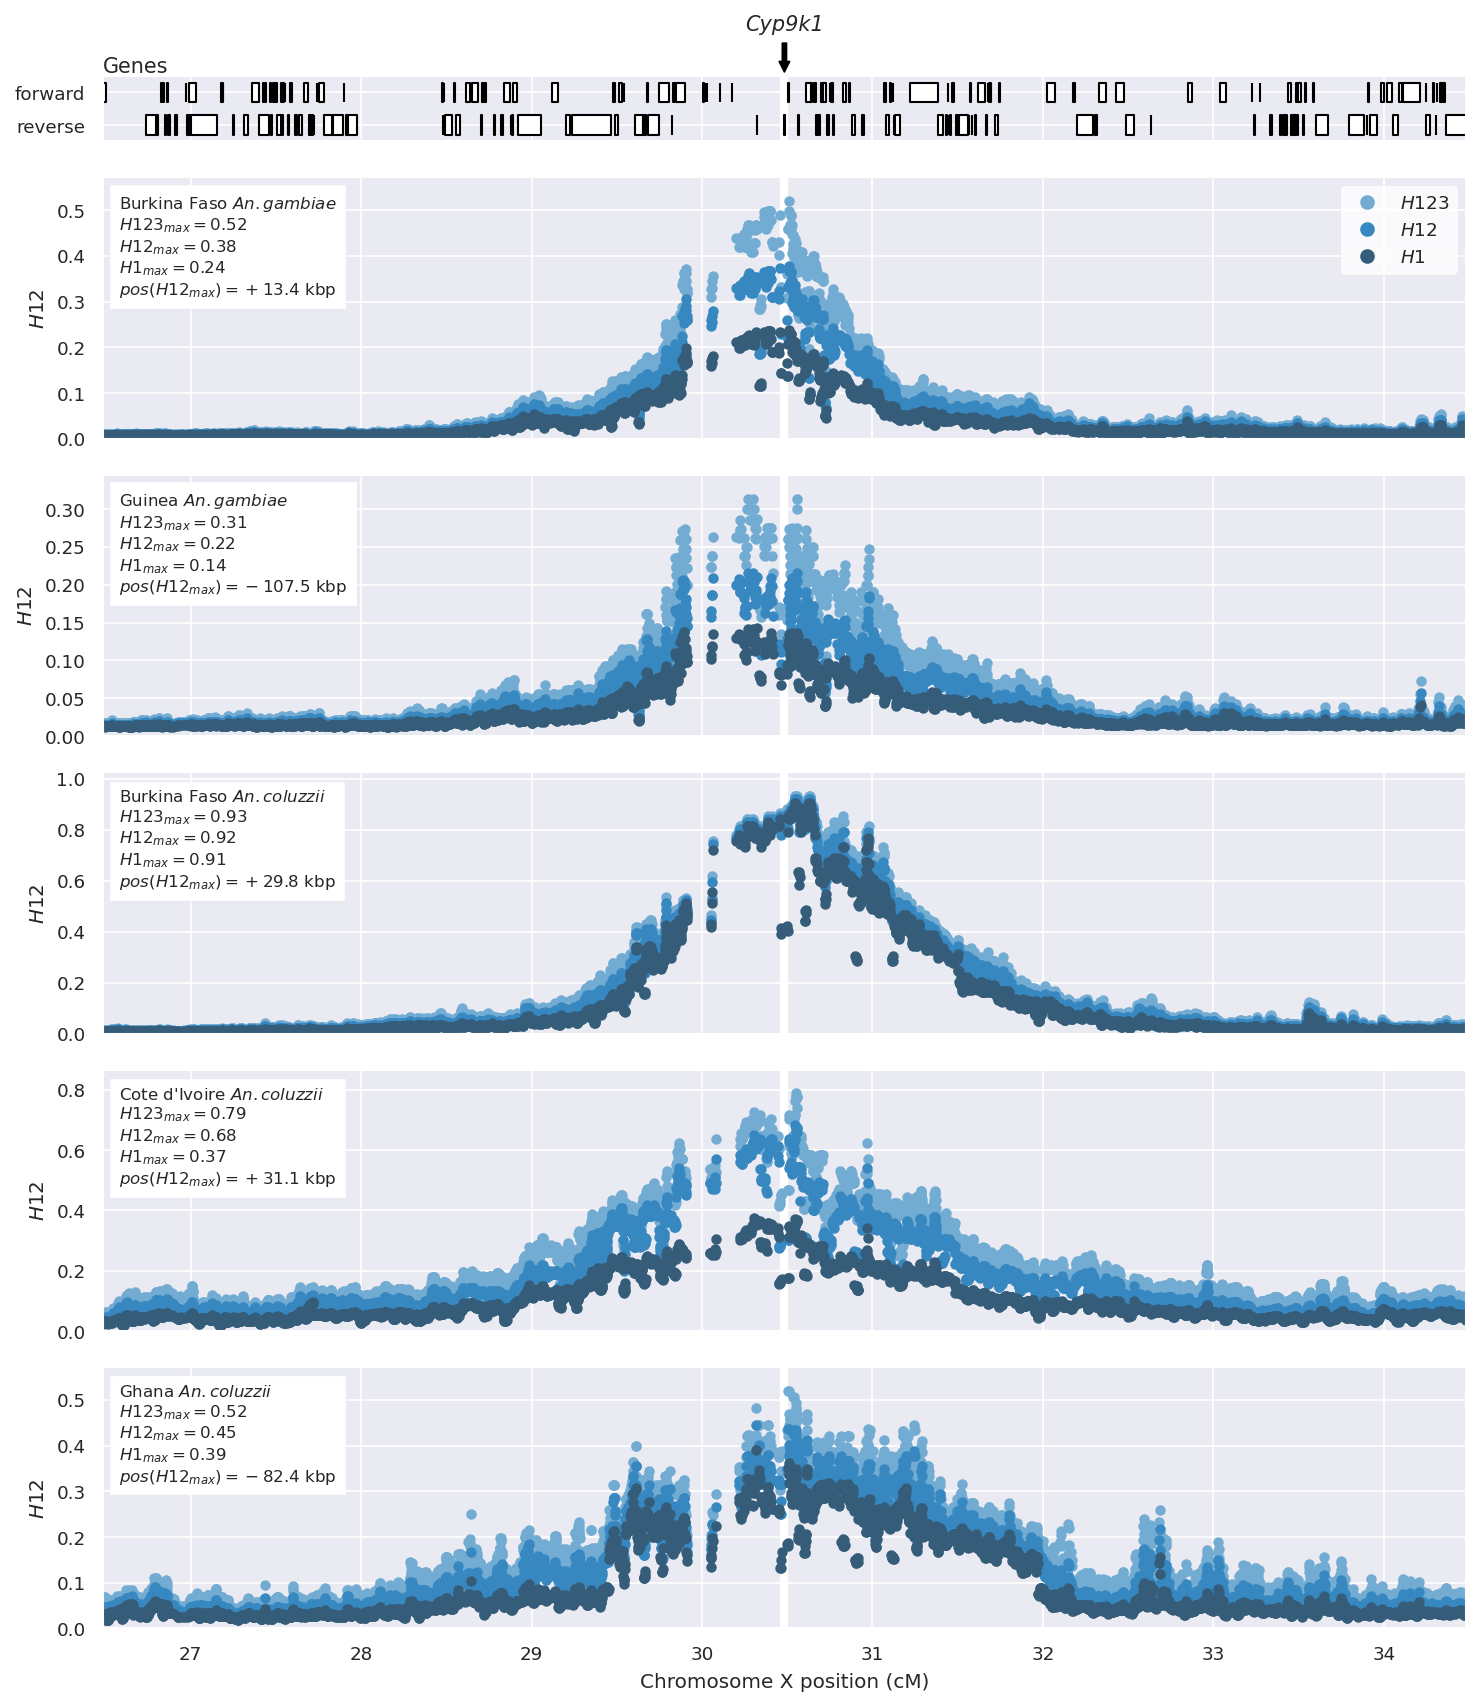 Cyp9k1
Genes
forward
reverse
H12
0.5
0.4
0.3
0.2
0.1
0.0
Burkina Faso An. gambiae
H123max = 0.52
H12max = 0.38
H1max = 0.24
pos(H12max) = + 13.4 kbp
H123
H12
H1
H12
0.30
0.25
0.20
0.15
0.10
0.05
0.00
Guinea An. gambiae
H123max = 0.31
H12max = 0.22
H1max = 0.14
pos(H12max) = − 107.5 kbp
H12
1.0
0.8
0.6
0.4
0.2
0.0
Burkina Faso An. coluzzii
H123max = 0.93
H12max = 0.92
H1max = 0.91
pos(H12max) = + 29.8 kbp
H12
0.8
0.6
0.4
0.2
0.0
Cote d'Ivoire An. coluzzii
H123max = 0.79
H12max = 0.68
H1max = 0.37
pos(H12max) = + 31.1 kbp
H12
0.5
0.4
0.3
0.2
0.1
0.0
Ghana An. coluzzii
H123max = 0.52
H12max = 0.45
H1max = 0.39
pos(H12max) = − 82.4 kbp
27 28 29 30 31 32 33 34
Chromosome X position (cM)